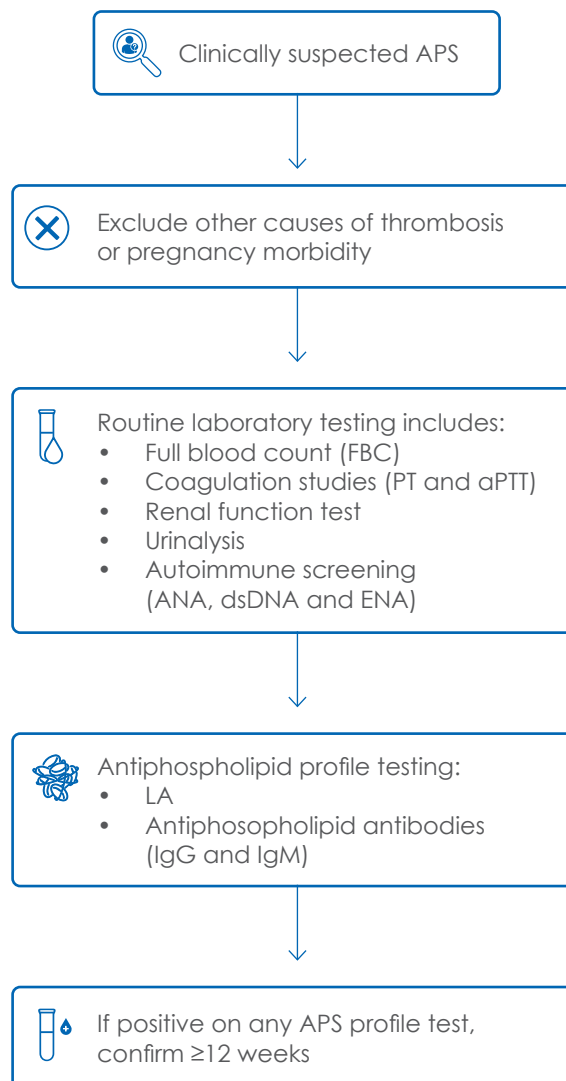 Clinically suspected APS
Exclude other causes of thrombosis
or pregnancy morbidity
Routine laboratory testing includes:
• Full blood count (FBC)
• Coagulation studies (PT and aPTT)
• Renal function test
• Urinalysis
• Autoimmune screening
(ANA, dsDNA and ENA)
Antiphospholipid profile testing:
• LA
• Antiphosopholipid antibodies
(IgG and IgM)
If positive on any APS profile test,
confirm ≥12 weeks